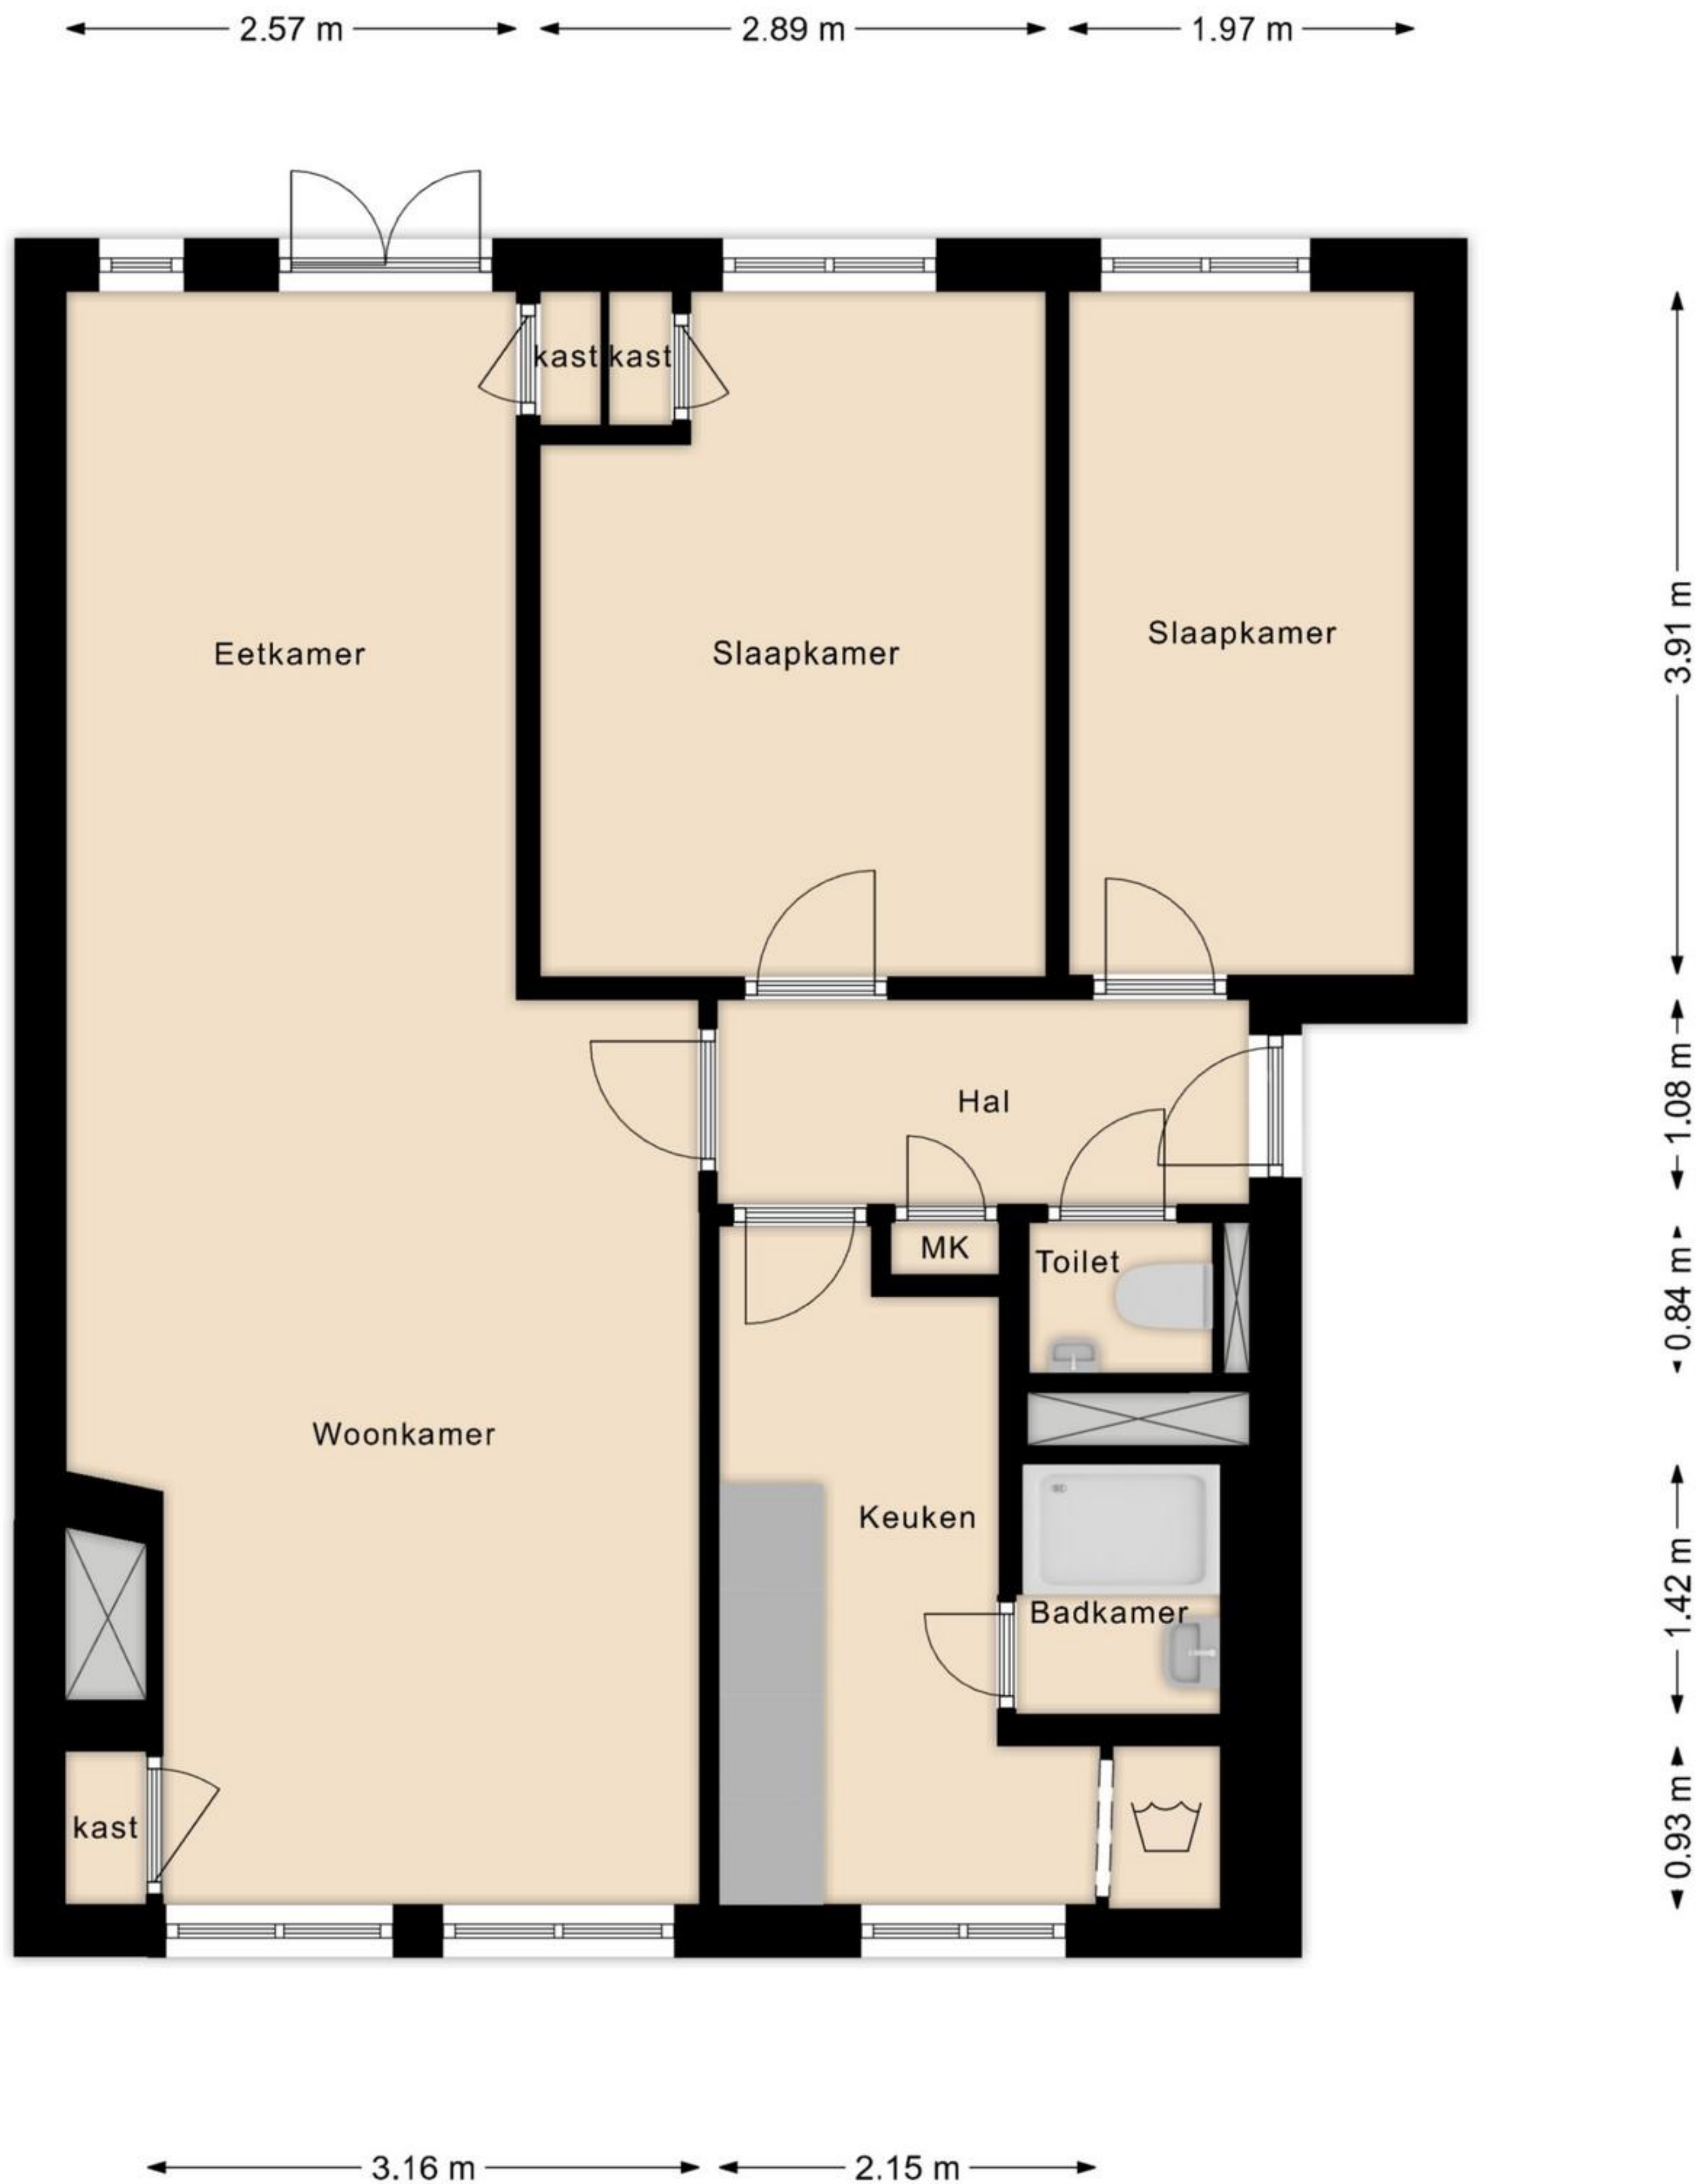 2.57 m
2.89 m
1.97 m
kast
kast
Eetkamer
Slaapkamer
Slaapkamer
3.91 m
Hal
1.08 m
MK
Toilet
0.84 m
Woonkamer
Keuken
Badkamer
1.42 m
kast
0.93 m
3.16 m
2.15 m